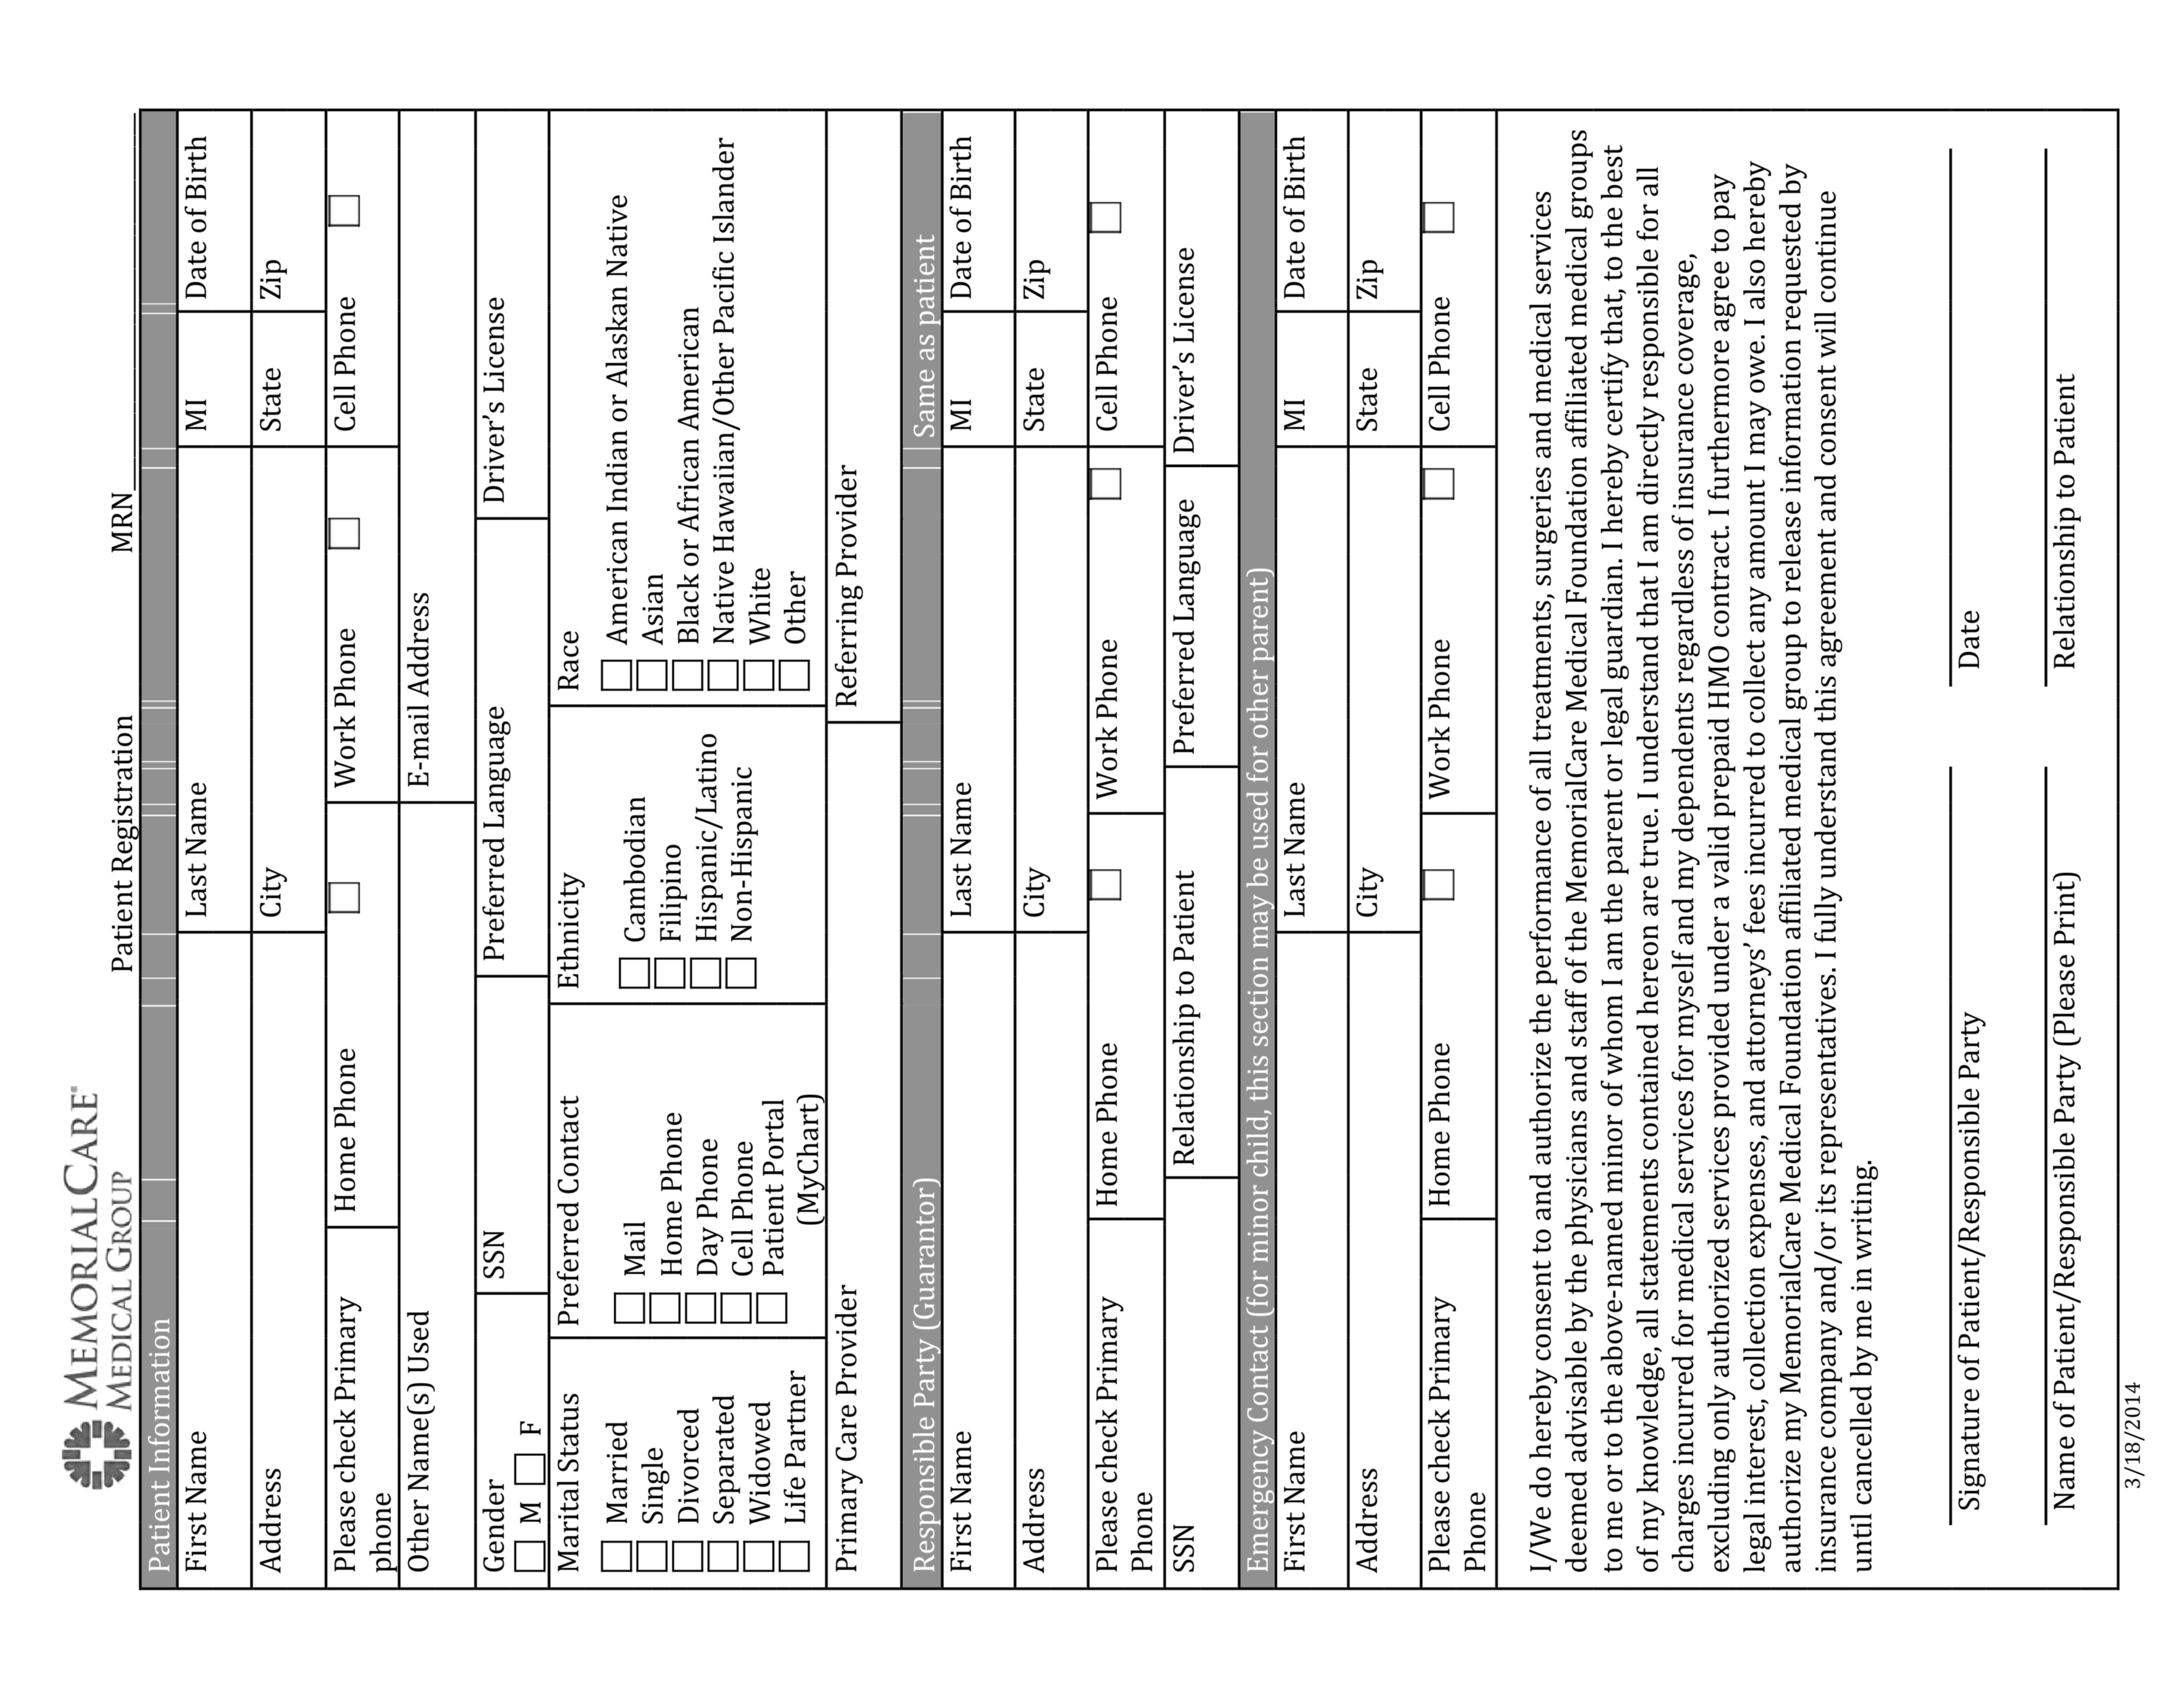 MEMORIALCARE®
MEDICAL GROUP
Patient Registration MRN
Patient Information
First Name Last Name MI Date of Birth
Address City State Zip
Please check Primary Home Phone Work Phone Cell Phone
phone
Other Name(s) Used E-mail Address
Gender SSN Preferred Language Driver's License
M F
Marital Status Preferred Contact Ethnicity Race
Married Mail Cambodian American Indian or Alaskan Native
Single Home Phone Filipino Asian
Divorced Day Phone Hispanic/Latino Black or African American
Separated Cell Phone Non-Hispanic Native Hawaiian/Other Pacific Islander
Widowed Patient Portal White
Life Partner (MyChart) Other
Primary Care Provider Referring Provider
Responsible Party (Guarantor) Same as patient
First Name Last Name MI Date of Birth
Address City State Zip
Please check Primary Home Phone Work Phone Cell Phone
Phone
SSN Relationship to Patient Preferred Language Driver's License
Emergency Contact (for minor child, this section may be used for other parent)
First Name Last Name MI Date of Birth
Address City State Zip
Please check Primary Home Phone Work Phone Cell Phone
Phone
I/We do hereby consent to and authorize the performance of all treatments, surgeries and medical services
deemed advisable by the physicians and staff of the MemorialCare Medical Foundation affiliated medical groups
to me or to the above-named minor of whom I am the parent or legal guardian. I hereby certify that, to the best
of my knowledge, all statements contained hereon are true. I understand that I am directly responsible for all
charges incurred for medical services for myself and my dependents regardless of insurance coverage,
excluding only authorized services provided under a valid prepaid HMO contract. I furthermore agree to pay
legal interest, collection expenses, and attorneys' fees incurred to collect any amount I may owe. I also hereby
authorize my MemorialCare Medical Foundation affiliated medical group to release information requested by
insurance company and/or its representatives. I fully understand this agreement and consent will continue
until cancelled by me in writing.
Signature of Patient/Responsible Party Date
Name of Patient/Responsible Party (Please Print) Relationship to Patient
3/18/2014